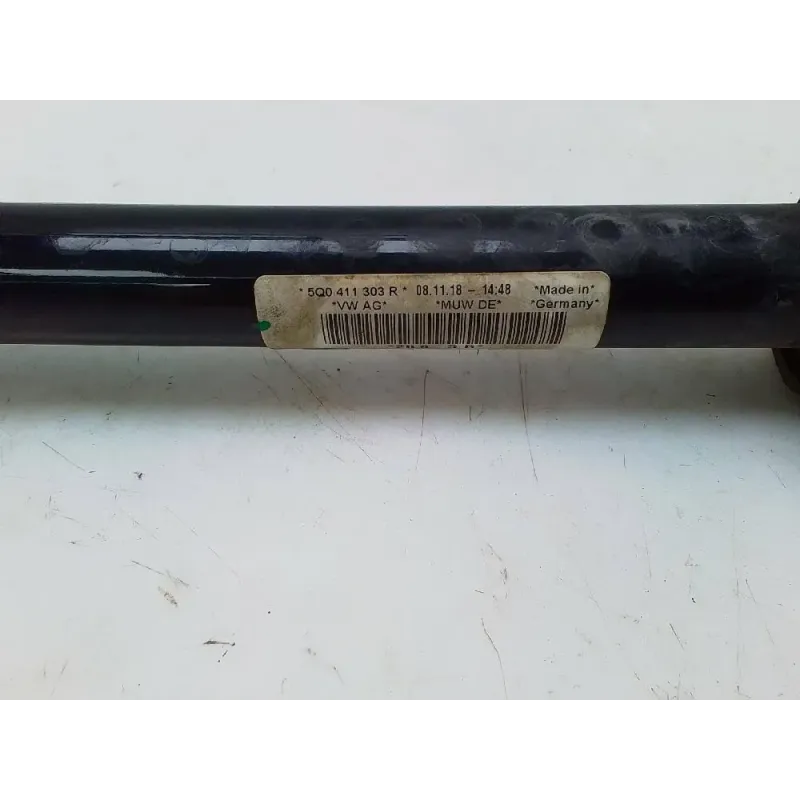 * 5Q0 411 303 R * 08.11.18 – 14:48 *Made in*
*VW AG* *MUW DE* *Germany*